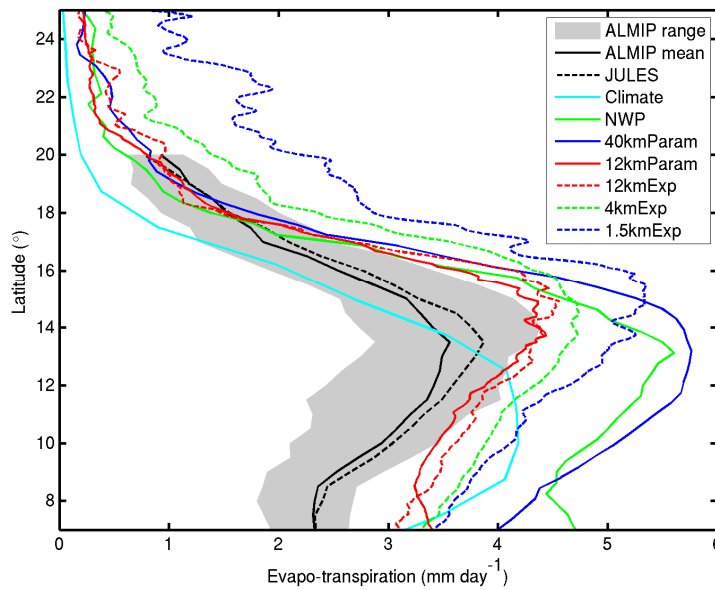 24
22
20
18
16
14
12
10
8
Latitude (°)
0 1 2 3 4 5 6
Evapo-transpiration (mm day⁻¹)
ALMIP range
ALMIP mean
JULES
Climate
NWP
40kmParam
12kmParam
12kmExp
4kmExp
1.5kmExp